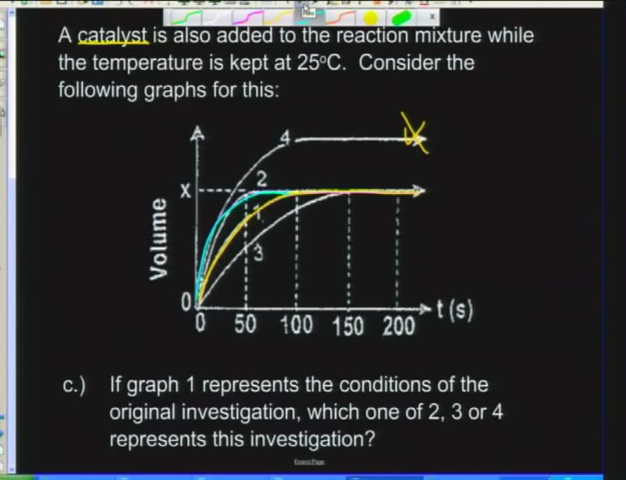 A catalyst is also added to the reaction mixture while
the temperature is kept at 25°C. Consider the
following graphs for this:
4
X
2
1
3
Volume
0
0 50 100 150 200
t (s)
c.) If graph 1 represents the conditions of the
original investigation, which one of 2, 3 or 4
represents this investigation?